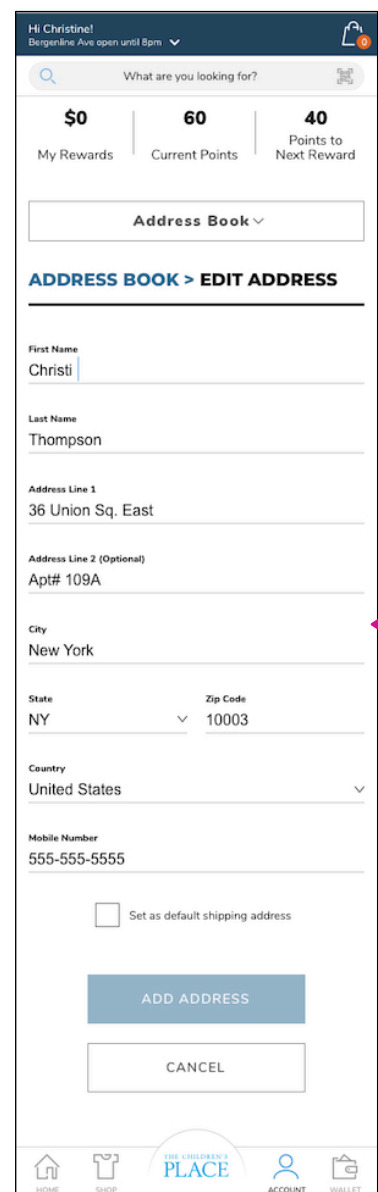 Hi Christine!
Bergenline Ave open until 8pm
0
What are you looking for?
$0 60 40
My Rewards Current Points Points to Next Reward
Address Book
ADDRESS BOOK > EDIT ADDRESS
First Name
Christi
Last Name
Thompson
Address Line 1
36 Union Sq. East
Address Line 2 (Optional)
Apt# 109A
City
New York
State Zip Code
NY 10003
Country
United States
Mobile Number
555-555-5555
Set as default shipping address
ADD ADDRESS
CANCEL
THE CHILDREN'S
PLACE
HOME SHOP ACCOUNT WALLET